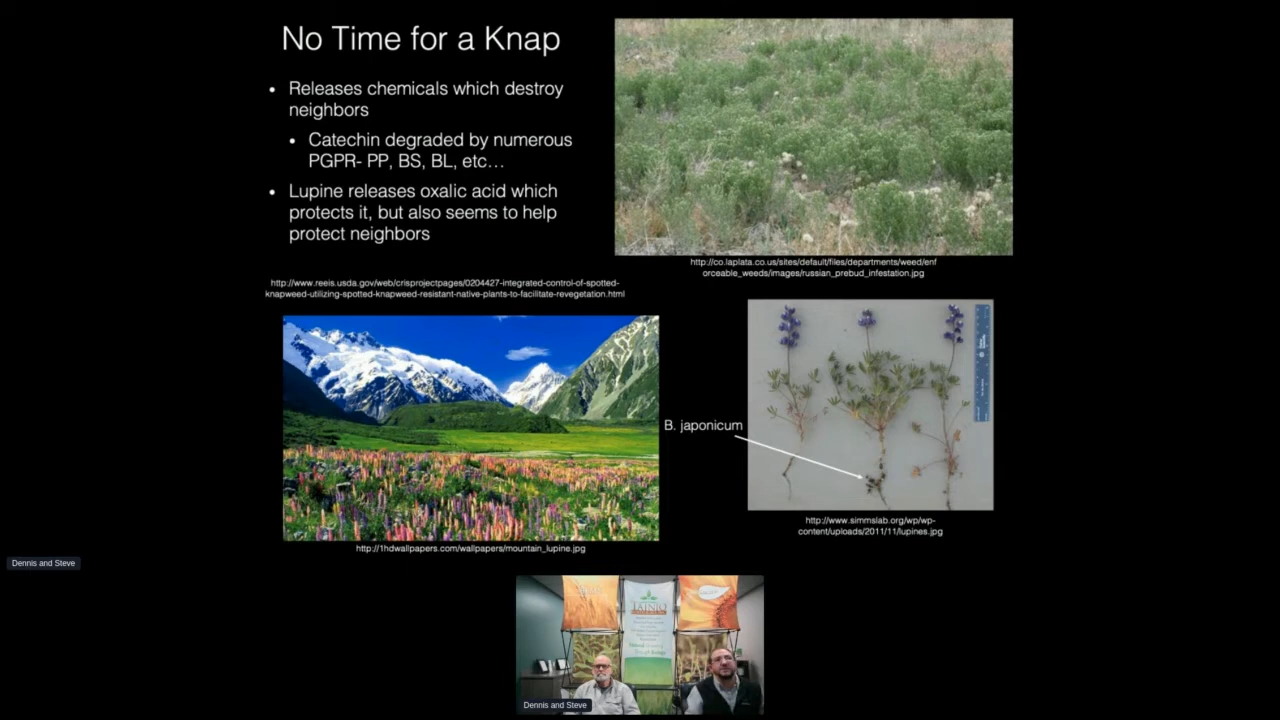 No Time for a Knap
• Releases chemicals which destroy
neighbors
• Catechin degraded by numerous
PGPR- PP, BS, BL, etc...
• Lupine releases oxalic acid which
protects it, but also seems to help
protect neighbors
http://co.laplata.co.us/sites/default/files/departments/weed/enf
orceable_weeds/images/russian_prebud_infestation.jpg
http://www.reeis.usda.gov/web/crisprojectpages/0204427-integrated-control-of-spotted-
knapweed-utilizing-spotted-knapweed-resistant-native-plants-to-facilitate-revegetation.html
B. japonicum
http://www.simmslab.org/wp/wp-
content/uploads/2011/11/lupines.jpg
http://1hdwallpapers.com/wallpapers/mountain_lupine.jpg
Dennis and Steve
TAINIO
Dennis and Steve